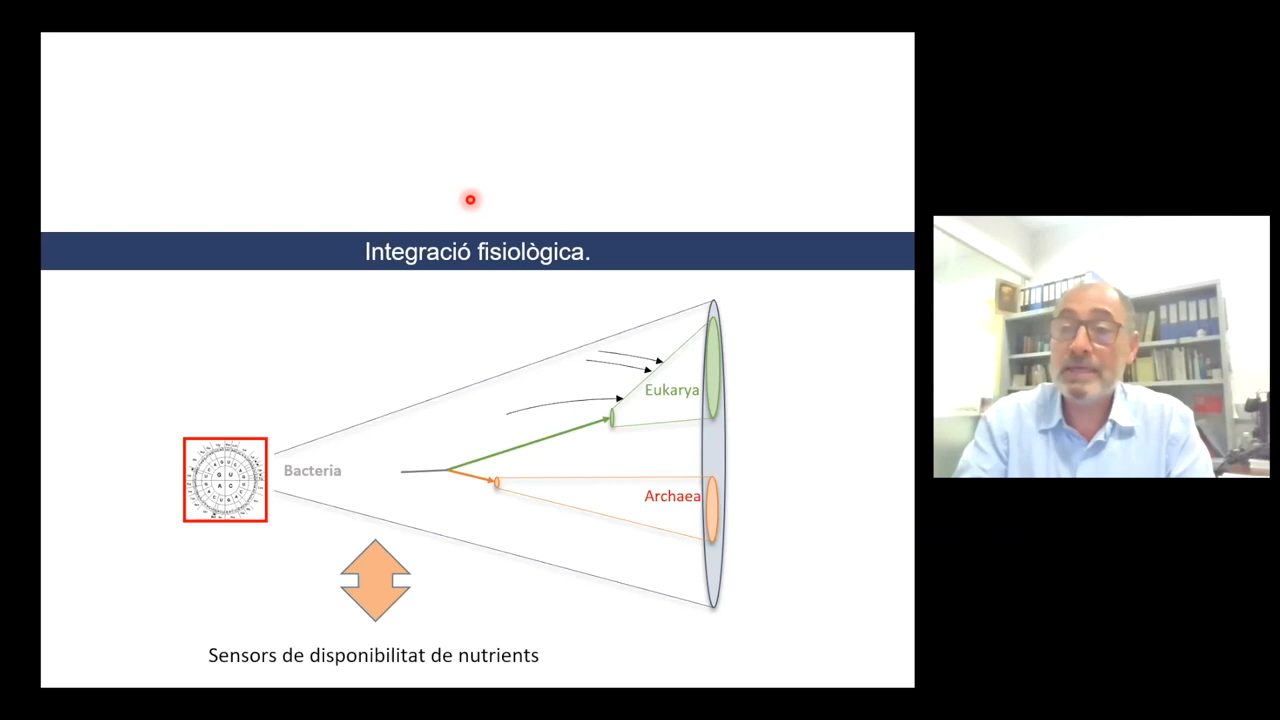 Integració fisiològica.
Eukarya
Bacteria
G U
A C
Archaea
Sensors de disponibilitat de nutrients